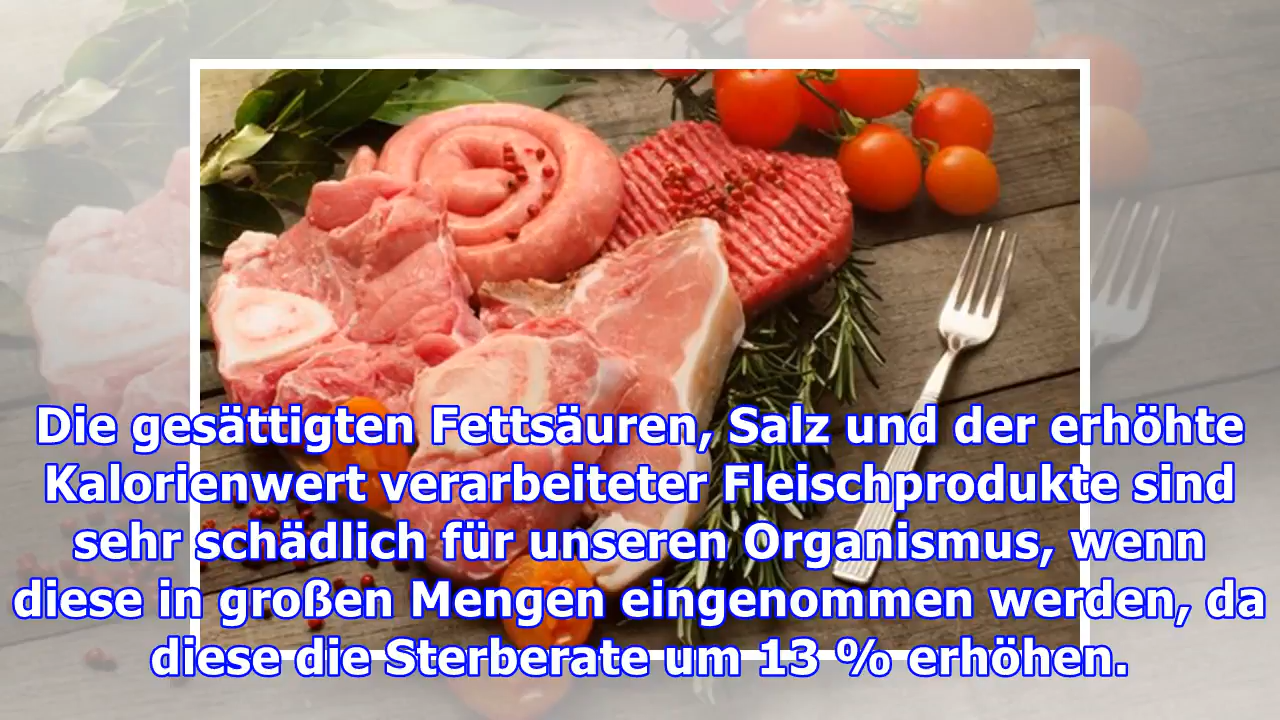 Die gesättigten Fettsäuren, Salz und der erhöhte
Kalorienwert verarbeiteter Fleischprodukte sind
sehr schädlich für unseren Organismus, wenn
diese in großen Mengen eingenommen werden, da
diese die Sterberate um 13 % erhöhen.